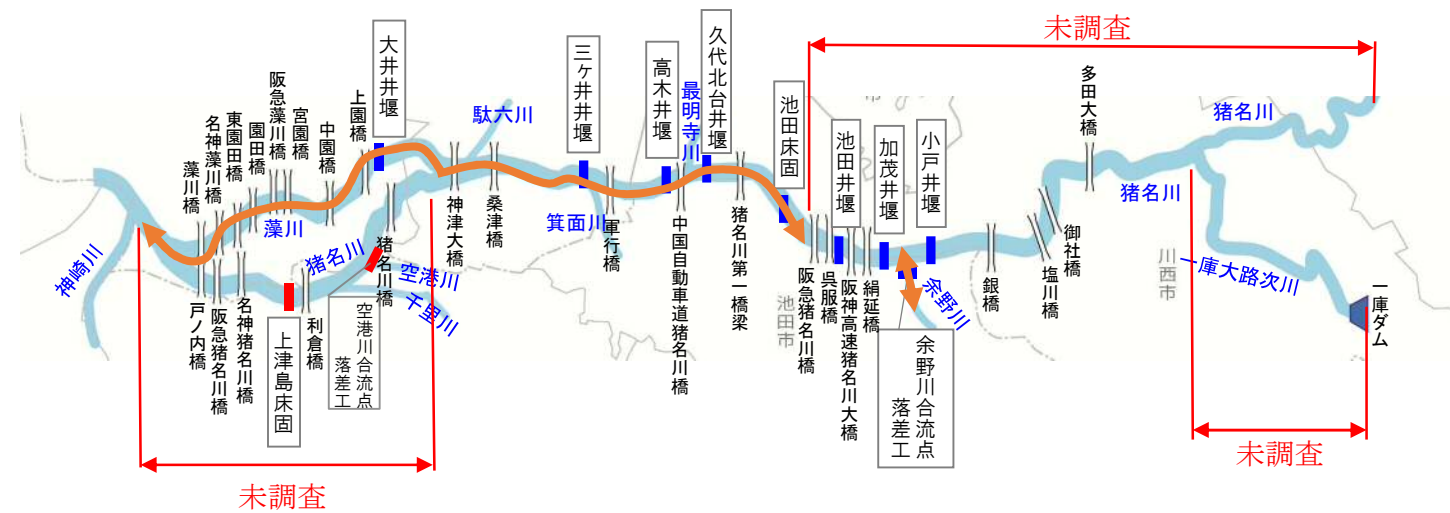 未調査
大井井堰
三ケ井井堰
高木井堰
最明寺川
久代北台井堰
池田床固
池田井堰
加茂井堰
小戸井堰
多田大橋
猪名川
駄六川
藻川橋
名神藻川橋
東園田橋
園田橋
阪急藻川橋
宮園橋
中園橋
上園橋
藻川
猪名川
神崎川
猪名川橋
空港川
千里川
神津大橋
桑津橋
箕面川
軍行橋
中国自動車道猪名川橋
猪名川第一橋梁
池田市
阪急猪名川橋
呉服橋
阪神高速猪名川大橋
絹延橋
余野川
銀橋
塩川橋
御社橋
猪名川
川西市
一庫大路次川
一庫ダム
戸ノ内橋
阪急猪名川橋
名神猪名川橋
上津島床固
利倉橋
空港川合流点
落差工
余野川合流点
落差工
未調査
未調査